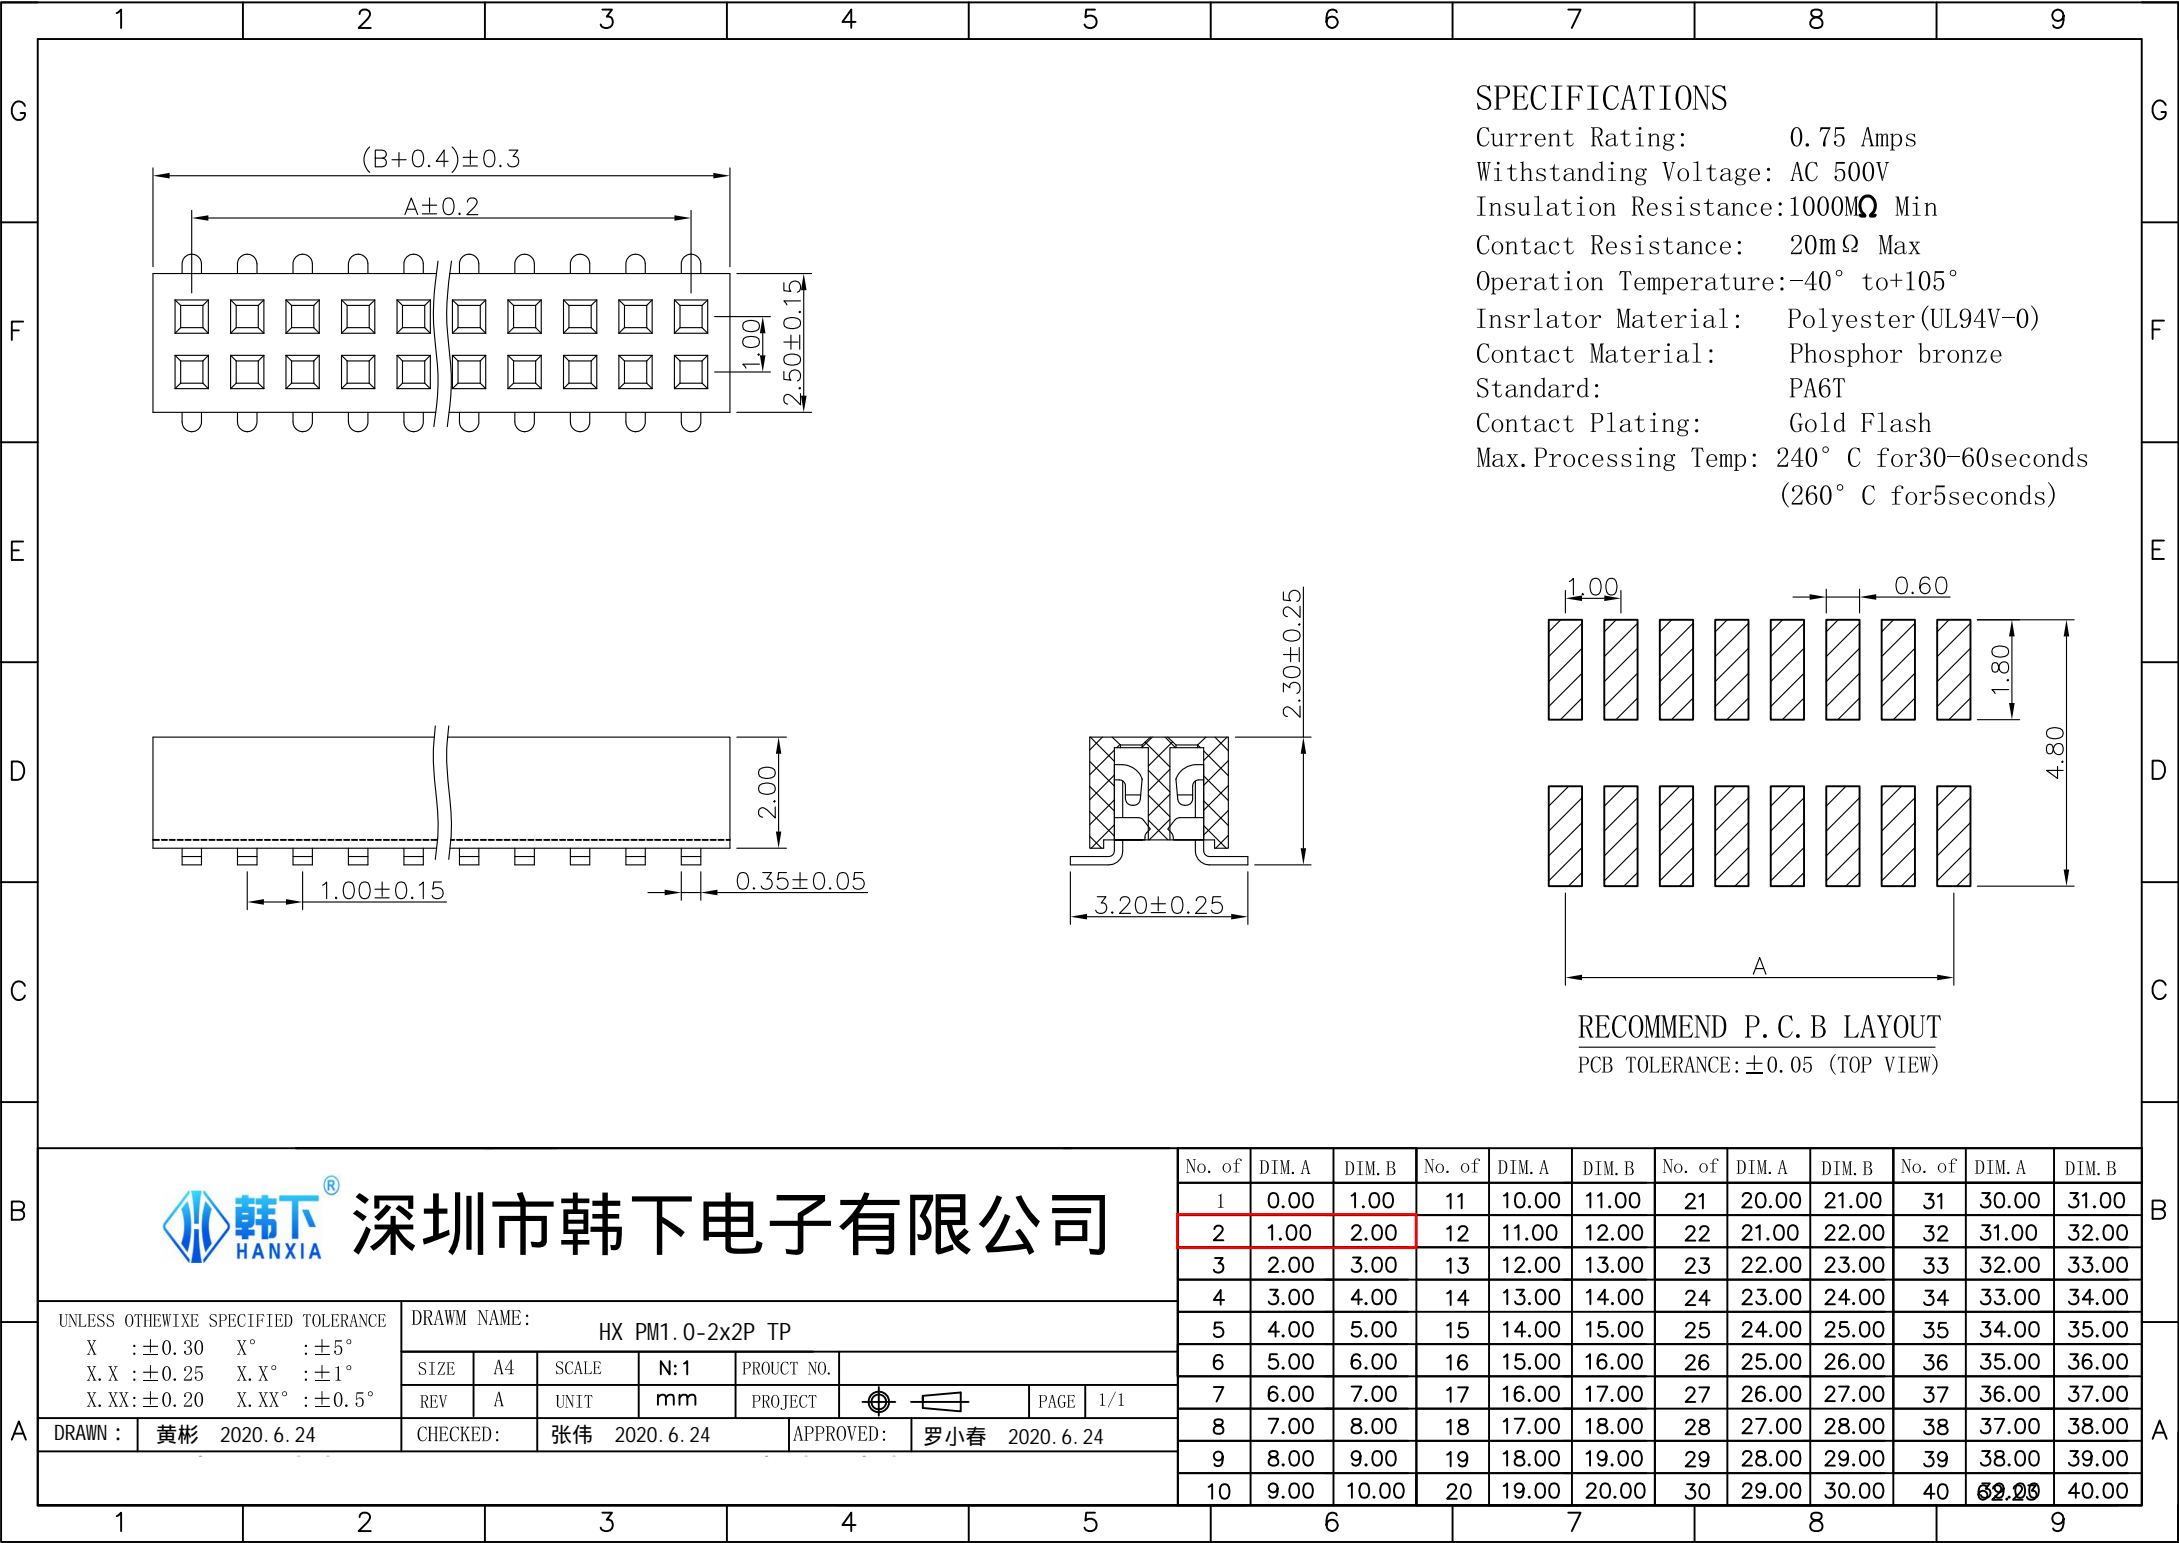 1 2 3 4 5 6 7 8 9
G G
F F
E E
D D
C C
B B
A A
(B+0.4)±0.3
A±0.2
1.00
2.50±0.15
SPECIFICATIONS
Current Rating: 0.75 Amps
Withstanding Voltage: AC 500V
Insulation Resistance:1000MΩ Min
Contact Resistance: 20mΩ Max
Operation Temperature:-40° to+105°
Insrlator Material: Polyester(UL94V-0)
Contact Material: Phosphor bronze
Standard: PA6T
Contact Plating: Gold Flash
Max.Processing Temp: 240°C for30-60seconds
(260°C for5seconds)
2.00
1.00±0.15
0.35±0.05
2.30±0.25
3.20±0.25
1.00
0.60
1.80
4.80
A
RECOMMEND P.C.B LAYOUT
PCB TOLERANCE:±0.05 (TOP VIEW)
韩下®
HANXIA
深圳市韩下电子有限公司
UNLESS OTHEWIXE SPECIFIED TOLERANCE
X :±0.30 X° :±5°
X.X :±0.25 X.X° :±1°
X.XX:±0.20 X.XX° :±0.5°
DRAWM NAME:
HX PM1.0-2x2P TP
SIZE A4 SCALE N:1 PROUCT NO.
REV A UNIT mm PROJECT PAGE 1/1
DRAWN: 黄彬 2020.6.24 CHECKED: 张伟 2020.6.24 APPROVED: 罗小春 2020.6.24
No. of DIM.A DIM.B No. of DIM.A DIM.B No. of DIM.A DIM.B No. of DIM.A DIM.B
1 0.00 1.00 11 10.00 11.00 21 20.00 21.00 31 30.00 31.00
2 1.00 2.00 12 11.00 12.00 22 21.00 22.00 32 31.00 32.00
3 2.00 3.00 13 12.00 13.00 23 22.00 23.00 33 32.00 33.00
4 3.00 4.00 14 13.00 14.00 24 23.00 24.00 34 33.00 34.00
5 4.00 5.00 15 14.00 15.00 25 24.00 25.00 35 34.00 35.00
6 5.00 6.00 16 15.00 16.00 26 25.00 26.00 36 35.00 36.00
7 6.00 7.00 17 16.00 17.00 27 26.00 27.00 37 36.00 37.00
8 7.00 8.00 18 17.00 18.00 28 27.00 28.00 38 37.00 38.00
9 8.00 9.00 19 18.00 19.00 29 28.00 29.00 39 38.00 39.00
10 9.00 10.00 20 19.00 20.00 30 29.00 30.00 40 40.00
1 2 3 4 5 6 7 8 9